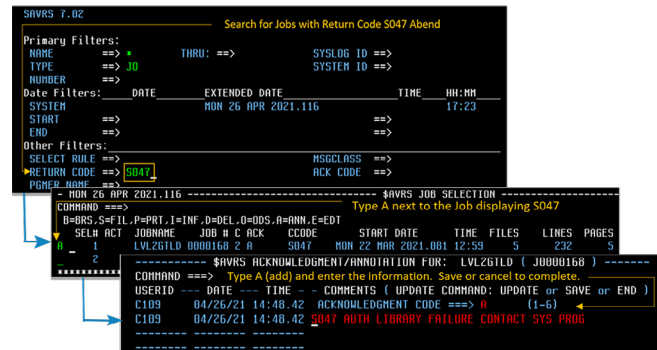 SAVRS 7.02
Search for Jobs with Return Code S047 Abend
Primary Filters:
NAME ==> * THRU: ==> SYSLOG ID ==>
TYPE ==> JO SYSTEM ID ==>
NUMBER ==>
Date Filters:____DATE____EXTENDED DATE____TIME__HH:MM
SYSTEM MON 26 APR 2021.116 17:23
START ==> ==>
END ==> ==>
Other Filters:
SELECT RULE ==> MSGCLASS ==>
RETURN CODE ==> S047_ ACK CODE ==>
PGMER NAME ==>
- MON 26 APR 2021.116 ---------------------- $AVRS JOB SELECTION ----------------
COMMAND ===> Type A next to the Job displaying S047
B=BRS,S=FIL,P=PRT,I=INF,D=DEL,O=ODS,A=ANN,E=EDT
SEL# ACT JOBNAME JOB # C ACK CCODE START DATE TIME FILES LINES PAGES
A _ 1 LVL2GTLD 0000168 2 A S047 MON 22 MAR 2021.081 12:59 5 232 5
_ 2
**********
----------- $AVRS ACKNOWLEDGMENT/ANNOTATION FOR: LVL2GTLD ( J0000168 ) -------
COMMAND ===> Type A (add) and enter the Information. Save or cancel to complete.
USERID --- DATE --- TIME - - COMMENTS ( UPDATE COMMAND: UPDATE or SAVE or END )
C109 04/26/21 14:48.42 ACKNOWLEDGMENT CODE ===> A (1-6)
C109 04/26/21 14:48.42 S047 AUTH LIBRARY FAILURE CONTACT SYS PROG
-------- -------- --------
-------- -------- --------